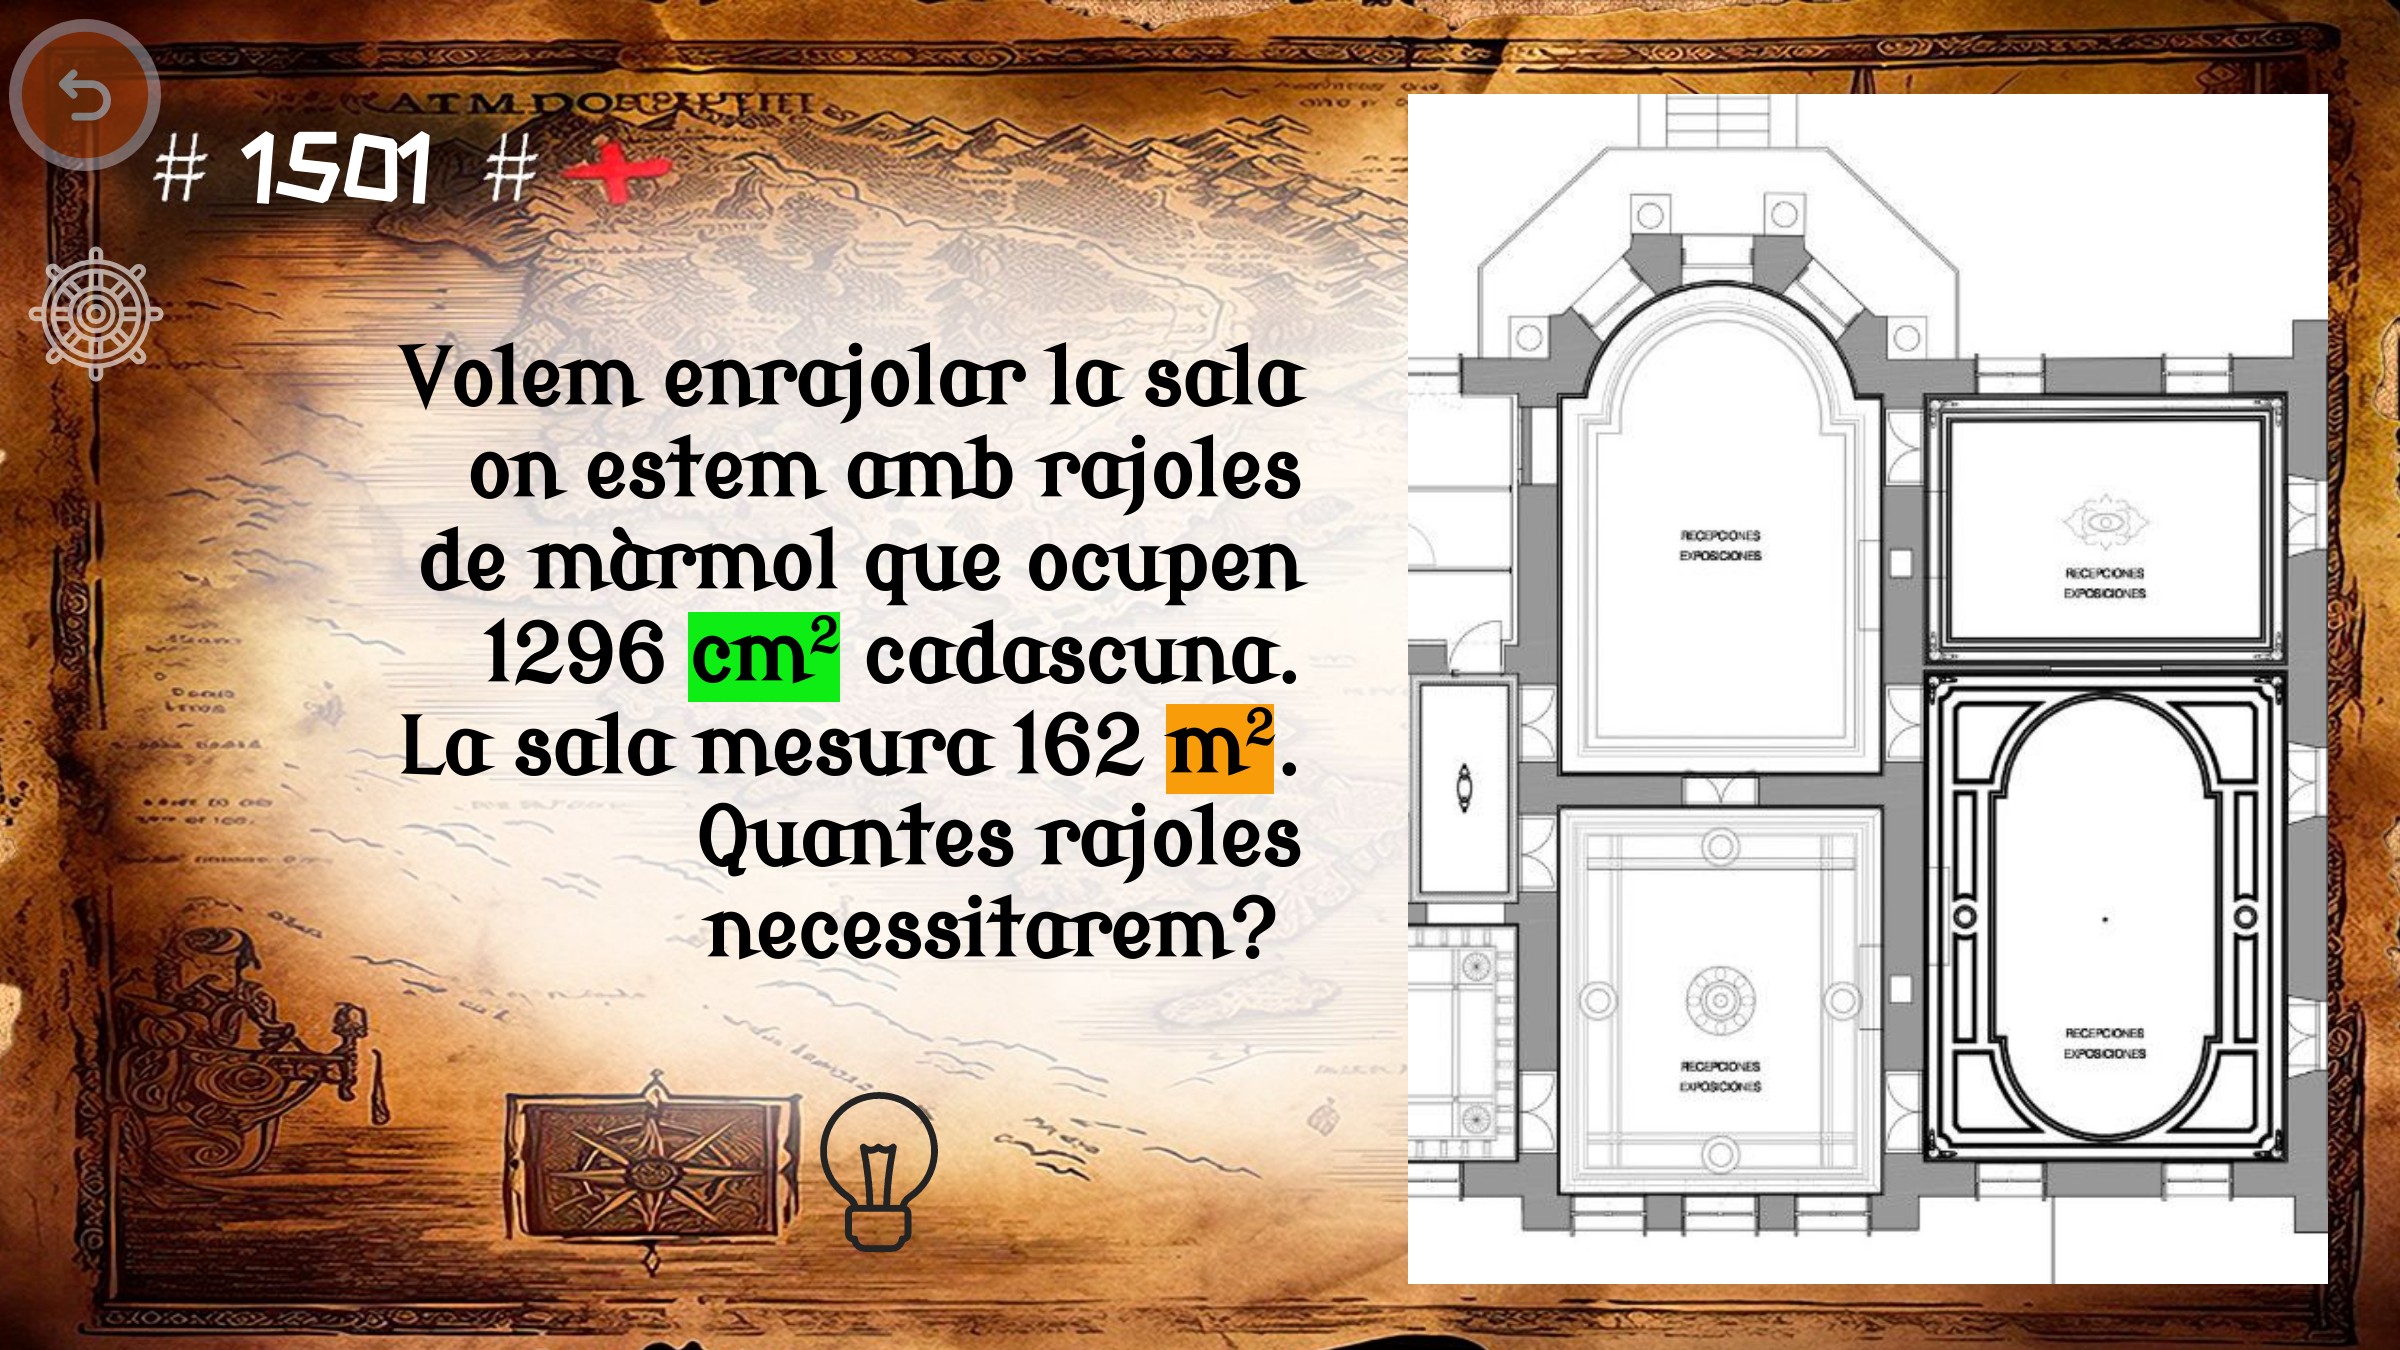 # 1501 #
Volem enrajolar la sala
on estem amb rajoles
de màrmol que ocupen
1296 cm² cadascuna.
La sala mesura 162 m².
Quantes rajoles
necessitarem?
RECEPCIONES
EXPOSICIONES
RECEPCIONES
EXPOSICIONES
RECEPCIONES
EXPOSICIONES
RECEPCIONES
EXPOSICIONES